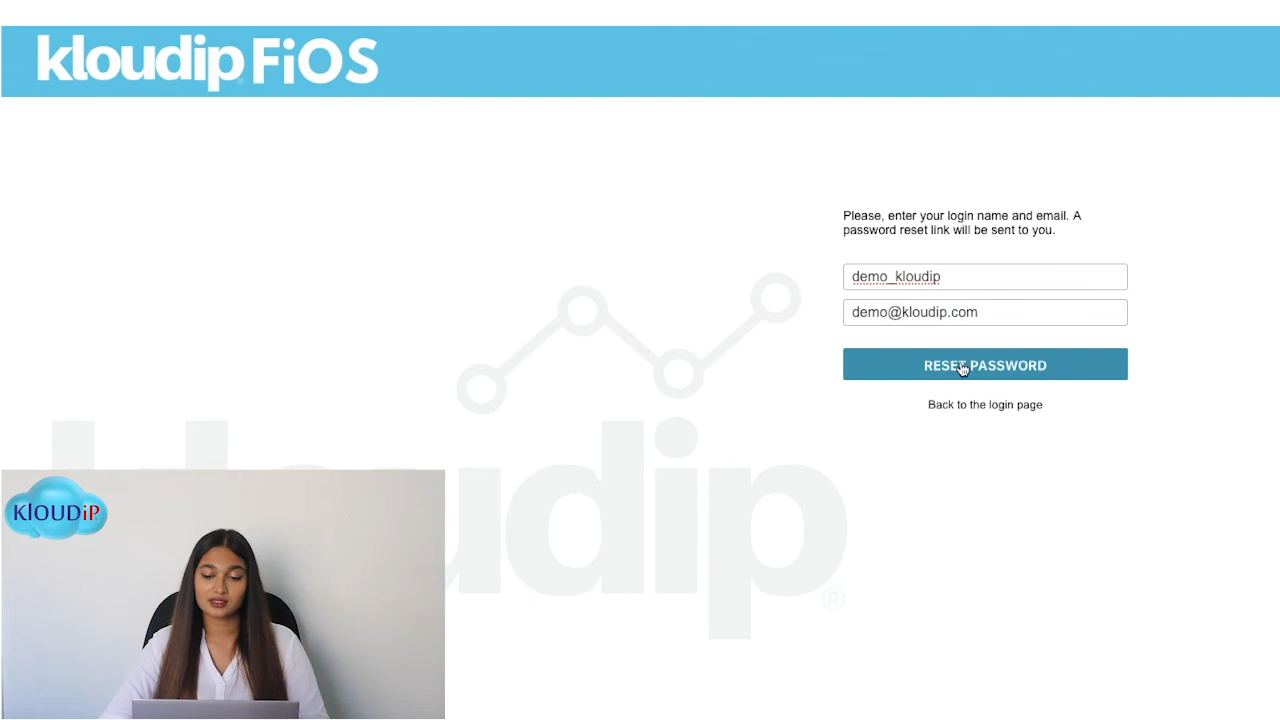 kloudip FiOS
Please, enter your login name and email. A
password reset link will be sent to you.
demo_kloudip
demo@kloudip.com
RESET PASSWORD
Back to the login page
kloudip®
KLOUDiP